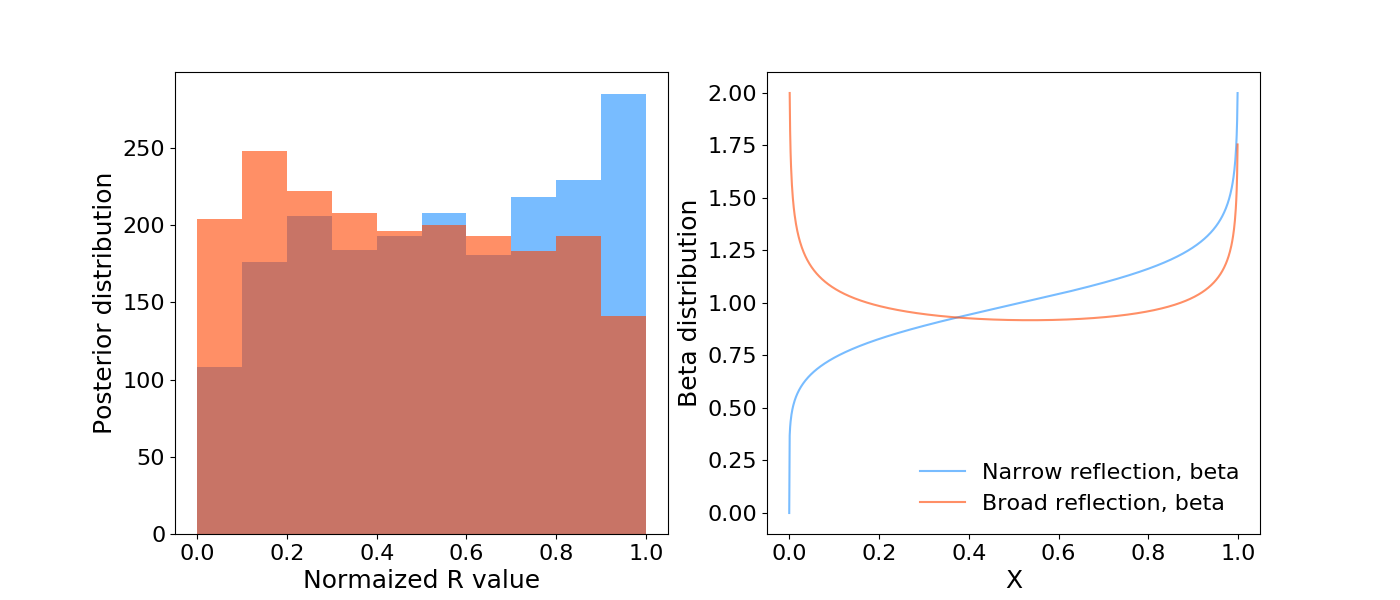 Posterior distribution
250
200
150
100
50
0
0.0 0.2 0.4 0.6 0.8 1.0
Normaized R value
Beta distribution
2.00
1.75
1.50
1.25
1.00
0.75
0.50
0.25
0.00
Narrow reflection, beta
Broad reflection, beta
0.0 0.2 0.4 0.6 0.8 1.0
X